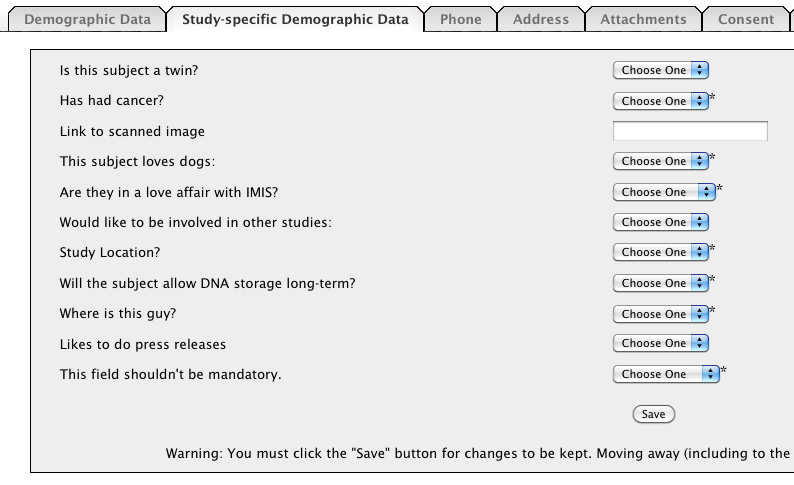 Demographic Data Study-specific Demographic Data Phone Address Attachments Consent
Is this subject a twin? Choose One
Has had cancer? Choose One *
Link to scanned image
This subject loves dogs: Choose One *
Are they in a love affair with IMIS? Choose One *
Would like to be involved in other studies: Choose One
Study Location? Choose One *
Will the subject allow DNA storage long-term? Choose One *
Where is this guy? Choose One *
Likes to do press releases Choose One
This field shouldn't be mandatory. Choose One *
Save
Warning: You must click the "Save" button for changes to be kept. Moving away (including to the